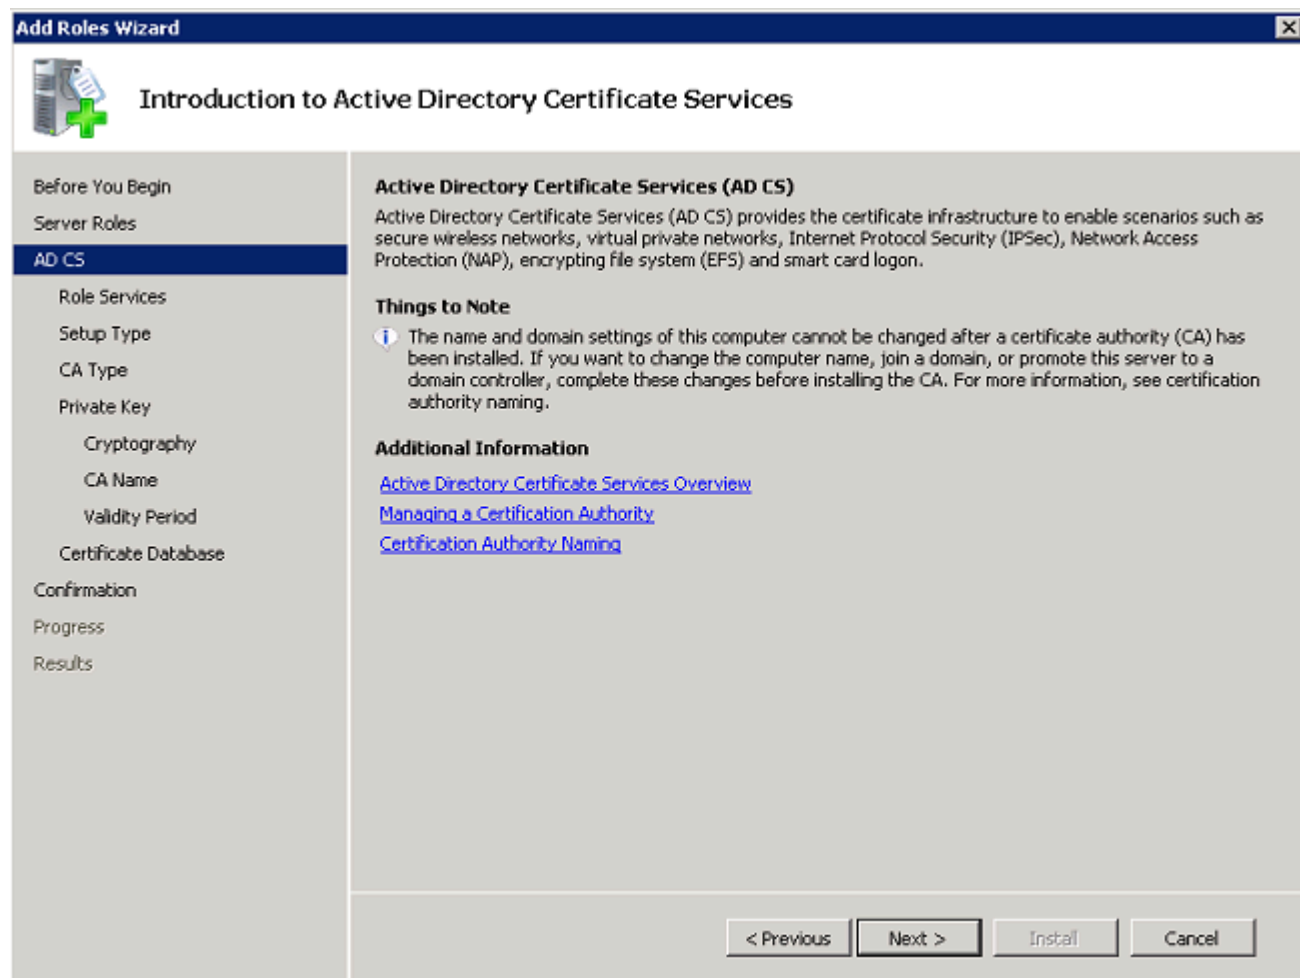 Add Roles Wizard
Introduction to Active Directory Certificate Services
Before You Begin
Server Roles
AD CS
Role Services
Setup Type
CA Type
Private Key
Cryptography
CA Name
Validity Period
Certificate Database
Confirmation
Progress
Results
Active Directory Certificate Services (AD CS)
Active Directory Certificate Services (AD CS) provides the certificate infrastructure to enable scenarios such as
secure wireless networks, virtual private networks, Internet Protocol Security (IPSec), Network Access
Protection (NAP), encrypting file system (EFS) and smart card logon.
Things to Note
The name and domain settings of this computer cannot be changed after a certificate authority (CA) has
been installed. If you want to change the computer name, join a domain, or promote this server to a
domain controller, complete these changes before installing the CA. For more information, see certification
authority naming.
Additional Information
Active Directory Certificate Services Overview
Managing a Certification Authority
Certification Authority Naming
< Previous
Next >
Install
Cancel